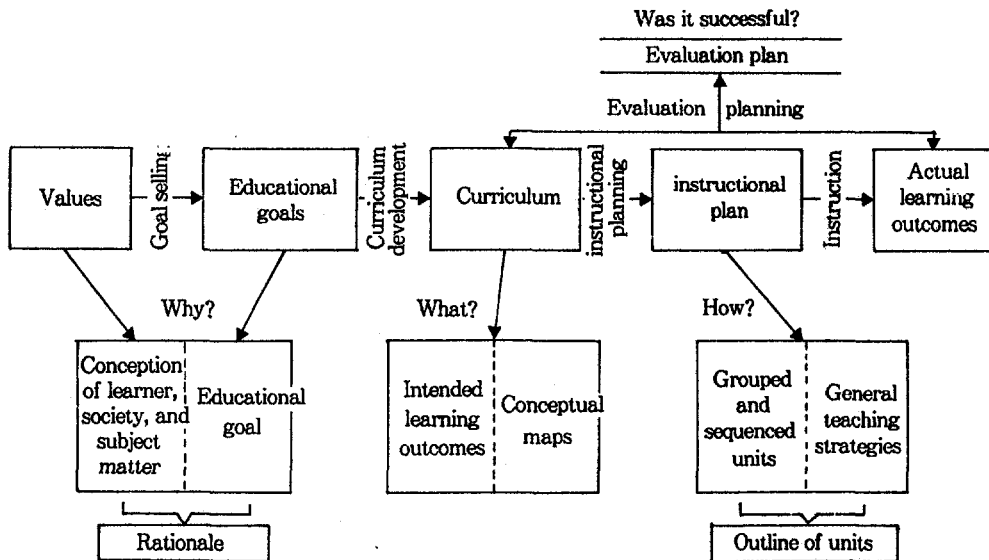 Was it successful?
Evaluation plan
Evaluation planning
Values
Goal selling
Educational
goals
Curriculum
development
Curriculum
instructional
planning
instructional
plan
Instruction
Actual
learning
outcomes
Why?
What?
How?
Conception
of learner,
society, and
subject
matter
Educational
goal
Intended
learning
outcomes
Conceptual
maps
Grouped
and
sequenced
units
General
teaching
strategies
Rationale
Outline of units